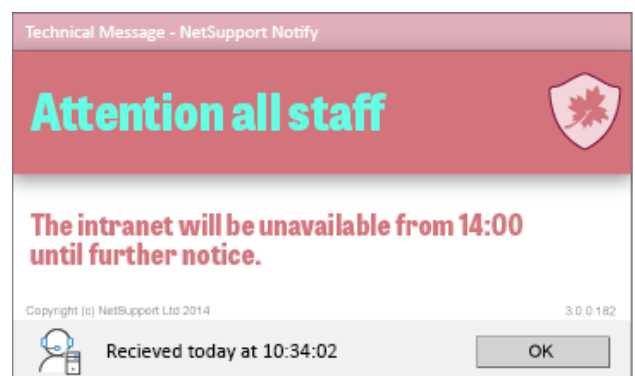 Technical Message - NetSupport Notify
Attention all staff
The intranet will be unavailable from 14:00
until further notice.
Copyright (c) NetSupport Ltd 2014
3.0.0.182
Recieved today at 10:34:02
OK